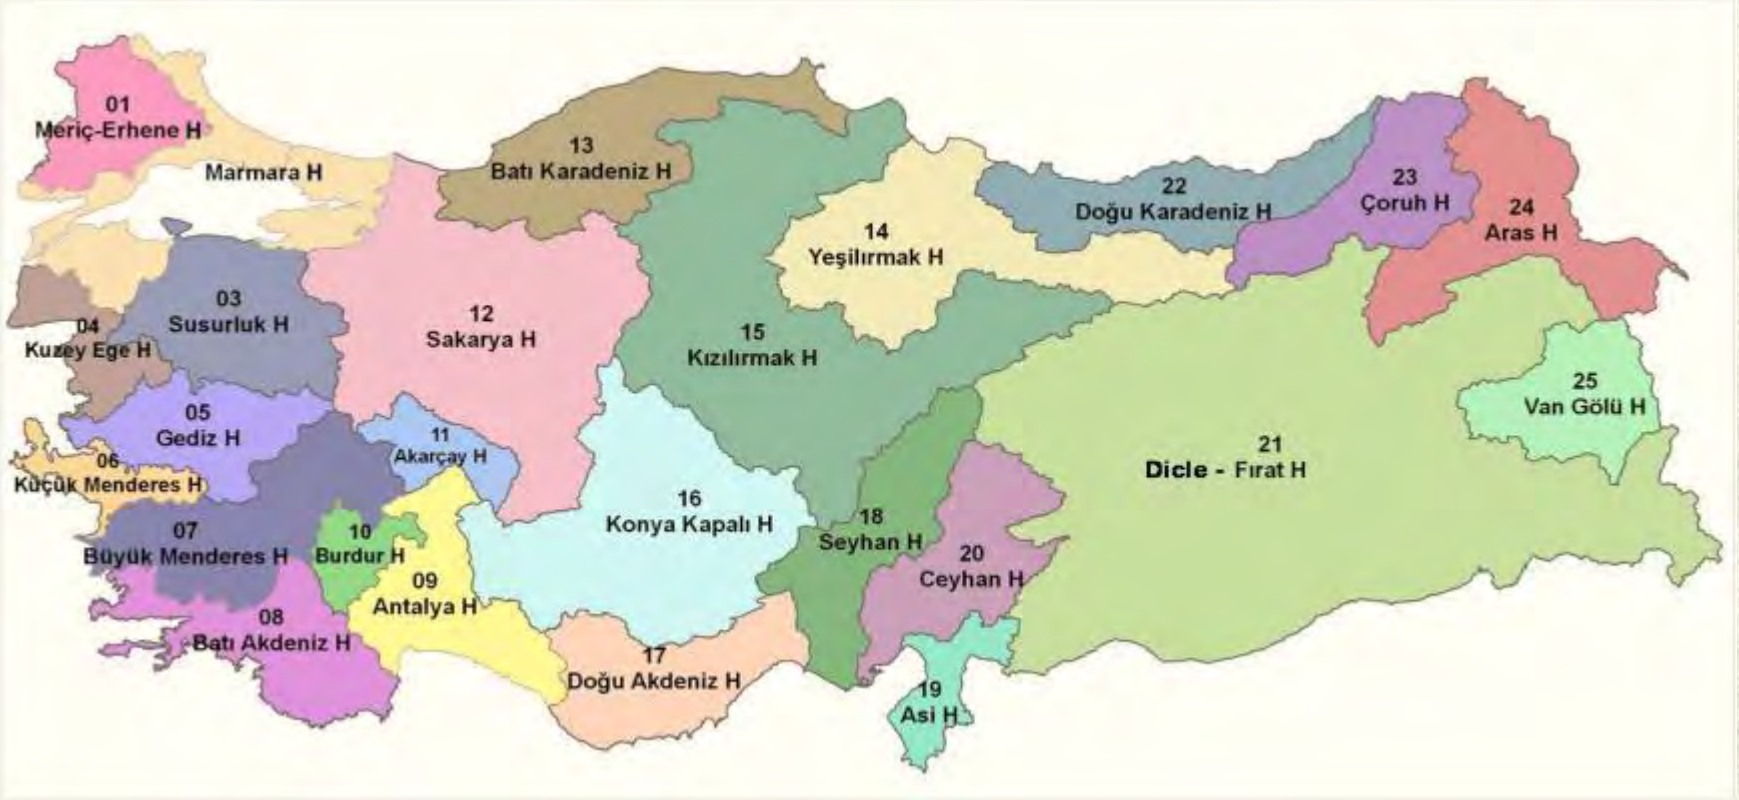 01
Meriç-Erhene H
Marmara H
03
Susurluk H
04
Kuzey Ege H
05
Gediz H
06
Küçük Menderes H
07
Büyük Menderes H
08
Batı Akdeniz H
09
Antalya H
10
Burdur H
11
Akarçay H
12
Sakarya H
13
Batı Karadeniz H
14
Yeşilırmak H
15
Kızılırmak H
16
Konya Kapalı H
17
Doğu Akdeniz H
18
Seyhan H
19
Asi H
20
Ceyhan H
21
Dicle - Fırat H
22
Doğu Karadeniz H
23
Çoruh H
24
Aras H
25
Van Gölü H